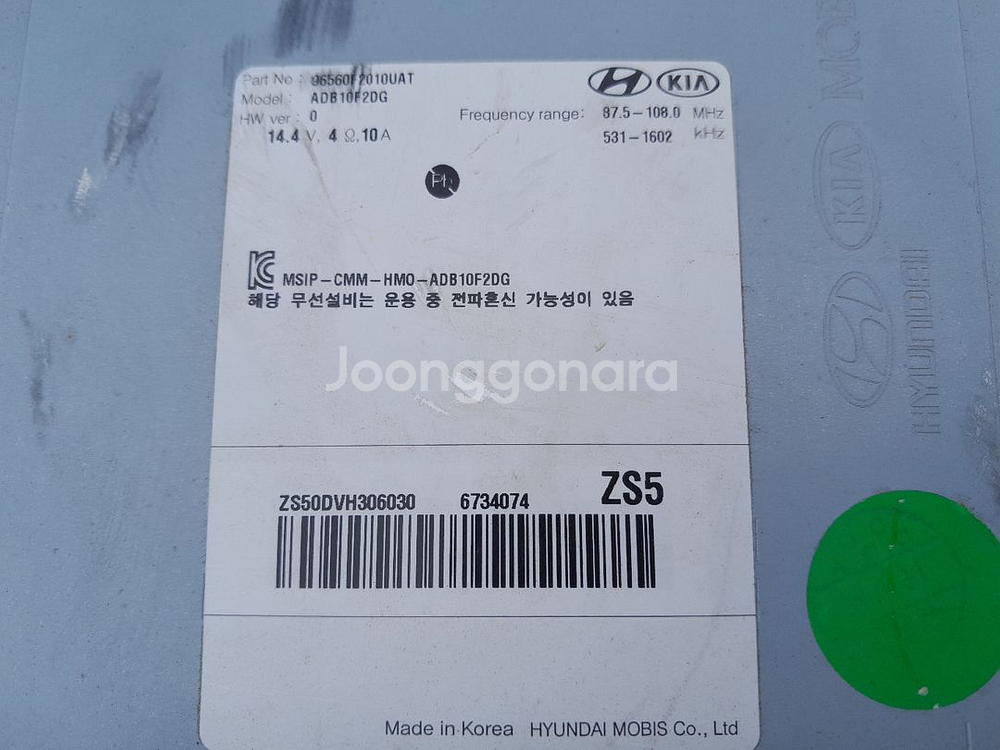 Part No : 96560F2010UAT
Model : ADB10F2DG
HW ver : 0
14.4 V, 4 Ω, 10 A
KIA
Frequency range: 87.5-108.0 MHz
531-1602 kHz
MSIP-CMM-HMO-ADB10F2DG
해당 무선설비는 운용 중 전파혼신 가능성이 있음
Joonggonara
ZS50DVH306030 6734074 ZS5
Made in Korea HYUNDAI MOBIS Co., Ltd
KIA MOB
HYUNDAI